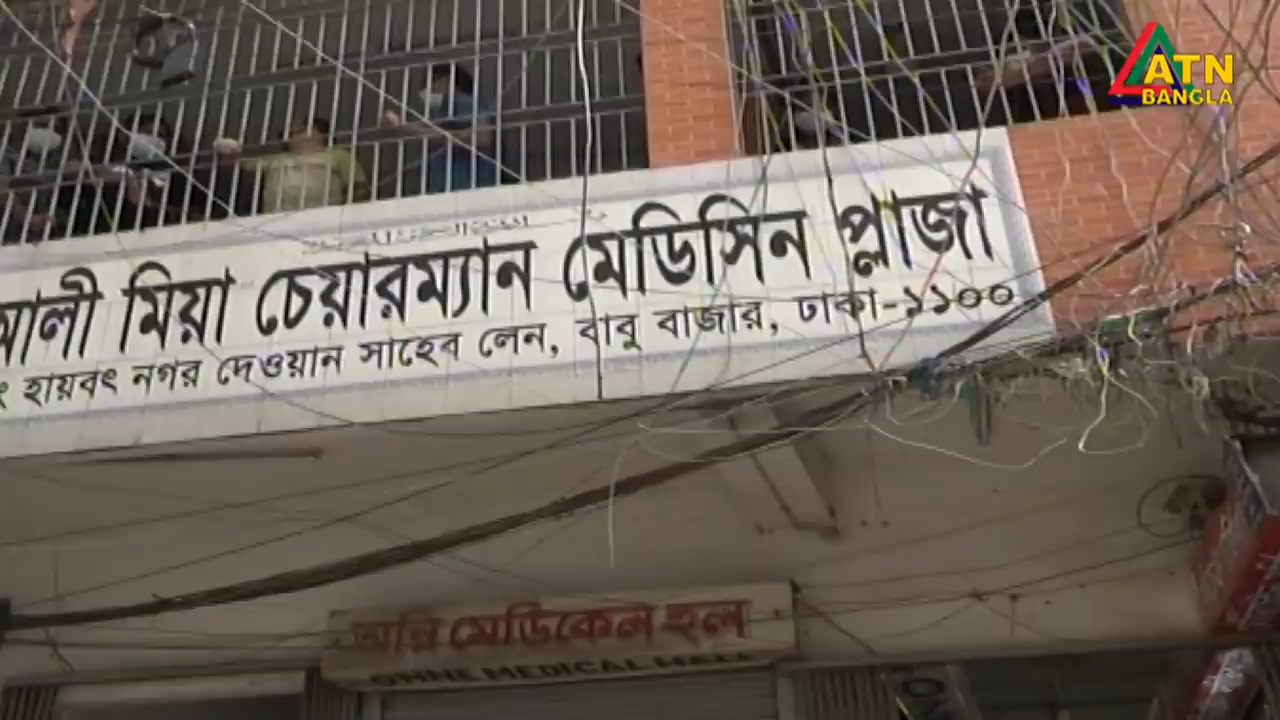 ATN
BANGLA
আলী মিয়া চেয়ারম্যান মেডিসিন প্লাজা
হায়বৎ নগর দেওয়ান সাহেব লেন, বাবু বাজার, ঢাকা-১১০০
মেডিকেল হল
MEDICAL HALL